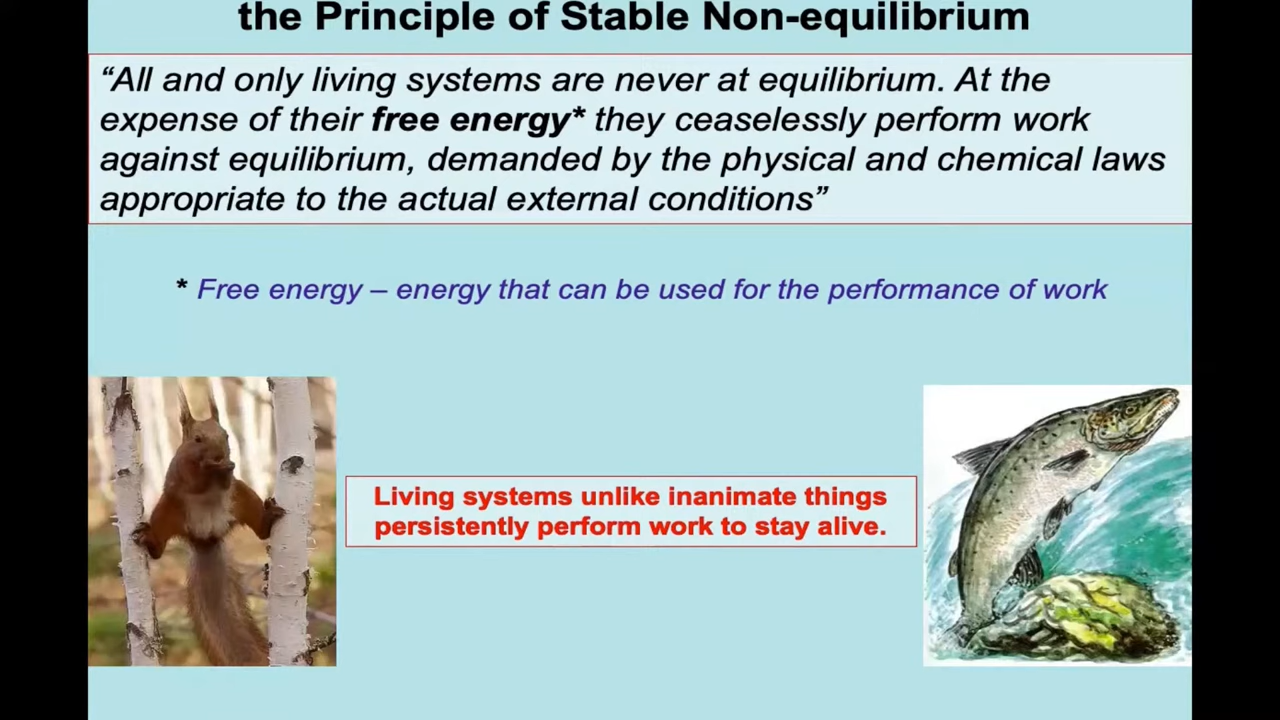 the Principle of Stable Non-equilibrium
“All and only living systems are never at equilibrium. At the
expense of their free energy* they ceaselessly perform work
against equilibrium, demanded by the physical and chemical laws
appropriate to the actual external conditions”
* Free energy – energy that can be used for the performance of work
Living systems unlike inanimate things
persistently perform work to stay alive.